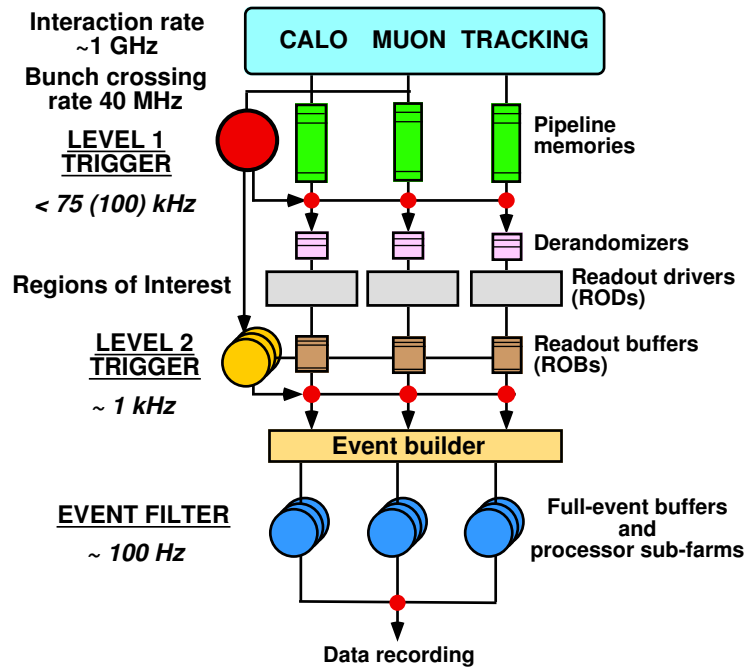 Interaction rate
~1 GHz
CALO MUON TRACKING
Bunch crossing
rate 40 MHz
LEVEL 1
TRIGGER
< 75 (100) kHz
Pipeline
memories
Derandomizers
Regions of Interest
Readout drivers
(RODs)
LEVEL 2
TRIGGER
~ 1 kHz
Readout buffers
(ROBs)
Event builder
EVENT FILTER
~ 100 Hz
Full-event buffers
and
processor sub-farms
Data recording